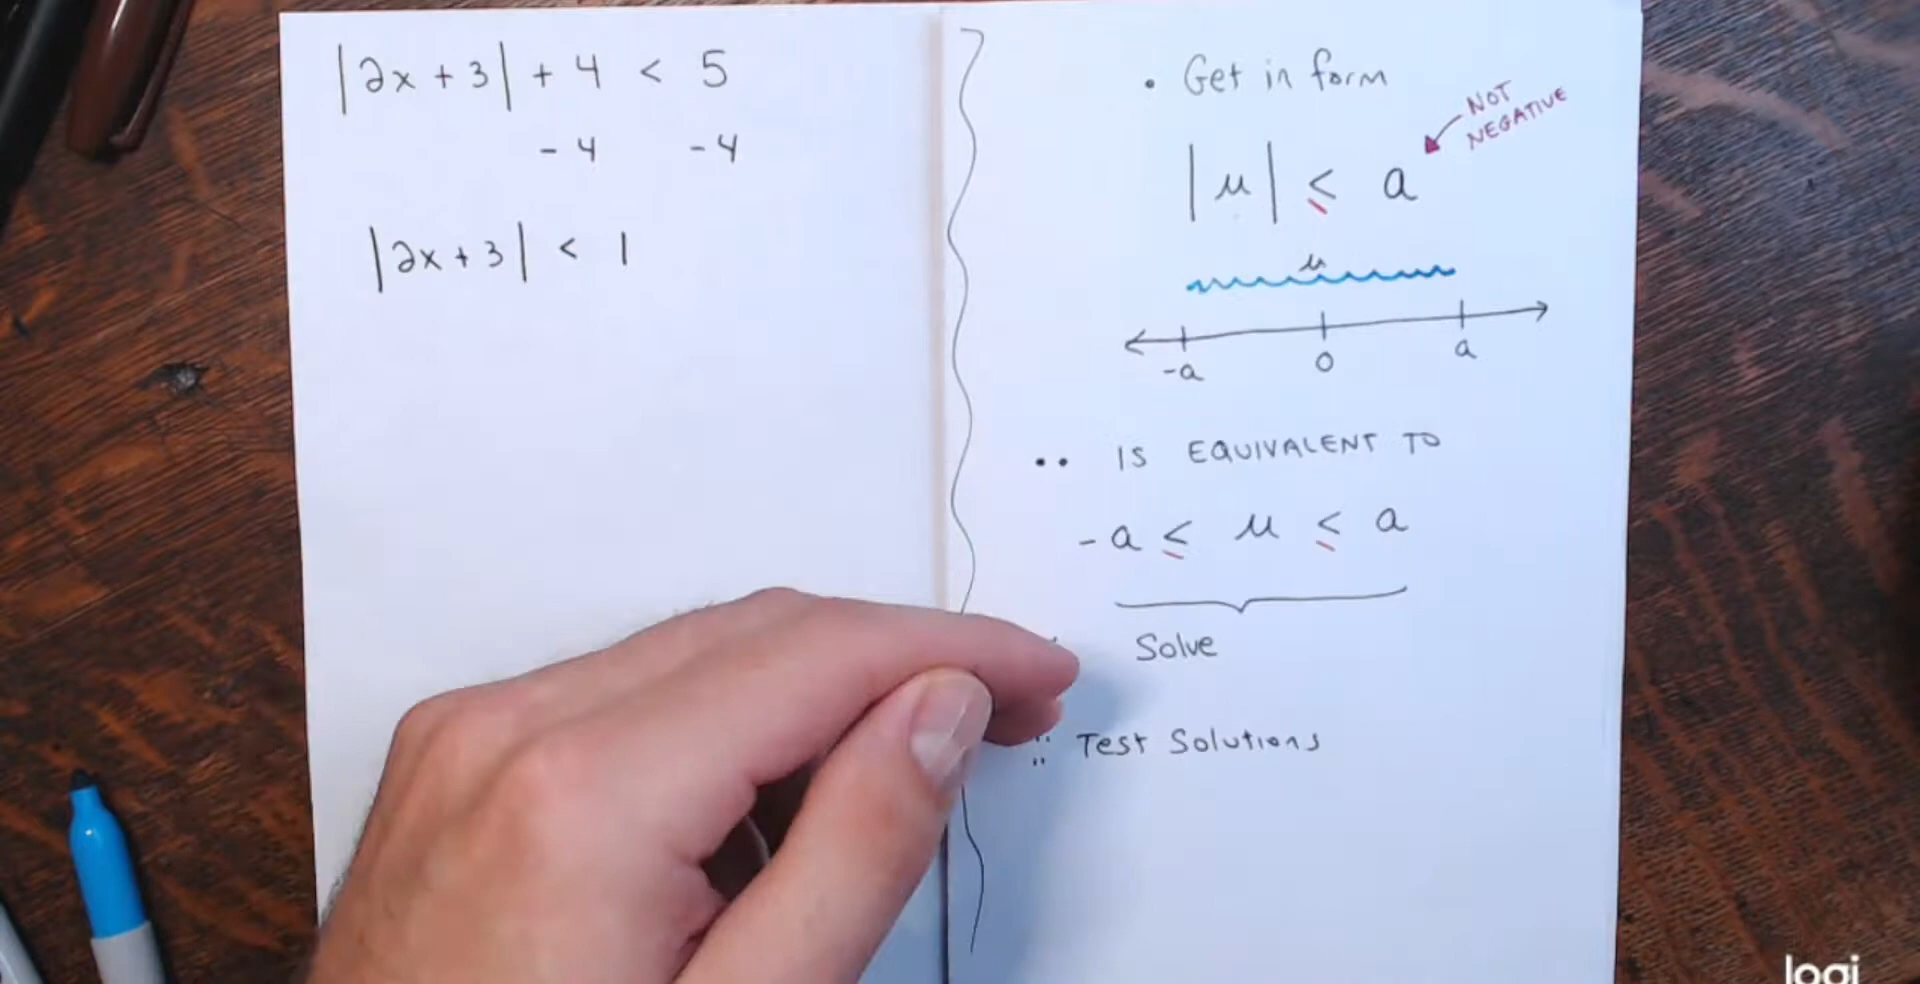 |2x + 3| + 4 < 5
- 4 - 4
|2x + 3| < 1
• Get in form
NOT
NEGATIVE
|u| ≤ a
u
-a 0 a
•• IS EQUIVALENT TO
-a ≤ u ≤ a
Solve
:: Test Solutions
logi